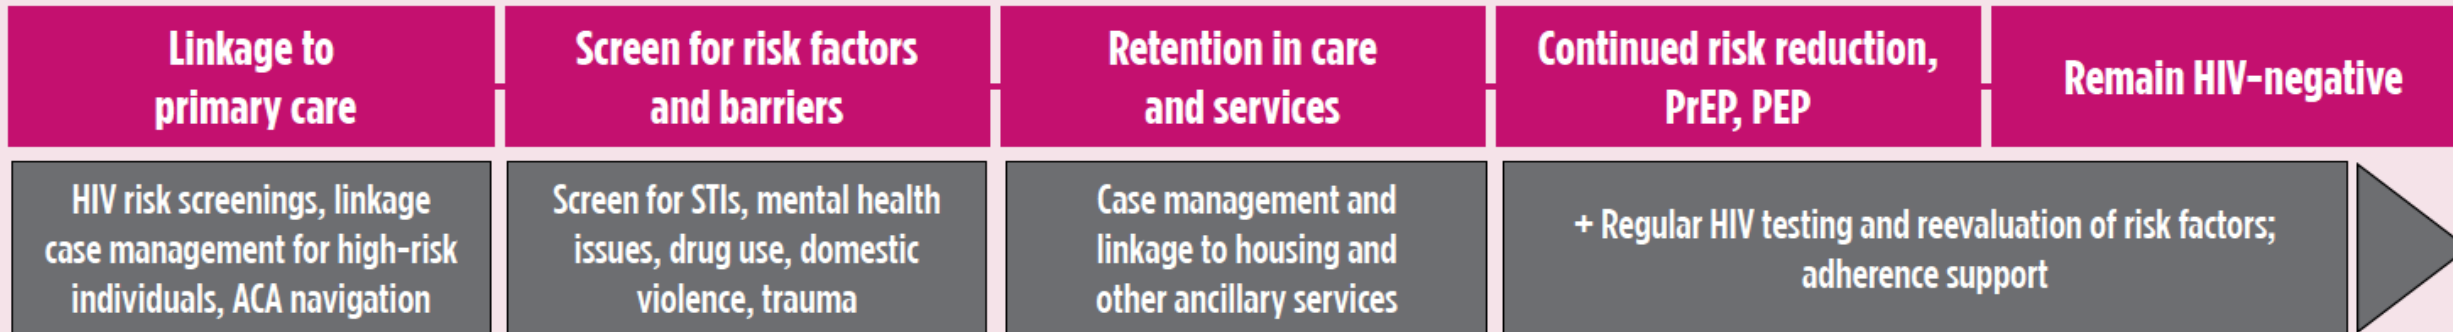 Linkage to
primary care
Screen for risk factors
and barriers
Retention in care
and services
Continued risk reduction,
PrEP, PEP
Remain HIV-negative
HIV risk screenings, linkage
case management for high-risk
individuals, ACA navigation
Screen for STIs, mental health
issues, drug use, domestic
violence, trauma
Case management and
linkage to housing and
other ancillary services
+ Regular HIV testing and reevaluation of risk factors;
adherence support